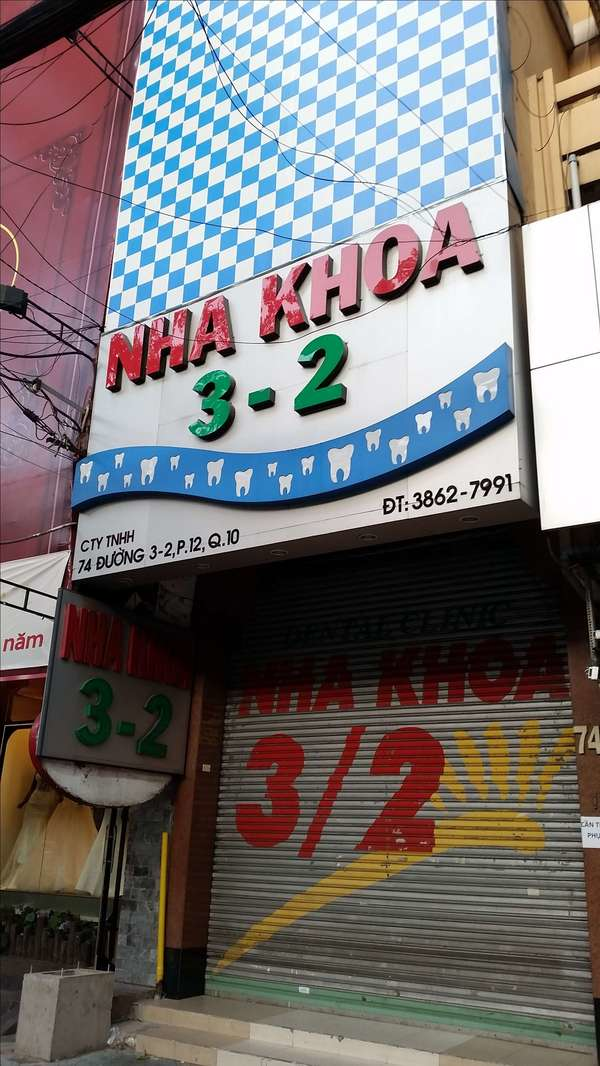 NHA KHOA
3-2
ĐT: 3862-7991
CTY TNHH
74 ĐƯỜNG 3-2, P.12, Q.10
năm
NHA KHOA
3-2
DENTAL CLINIC
NHA KHOA
3/2
74